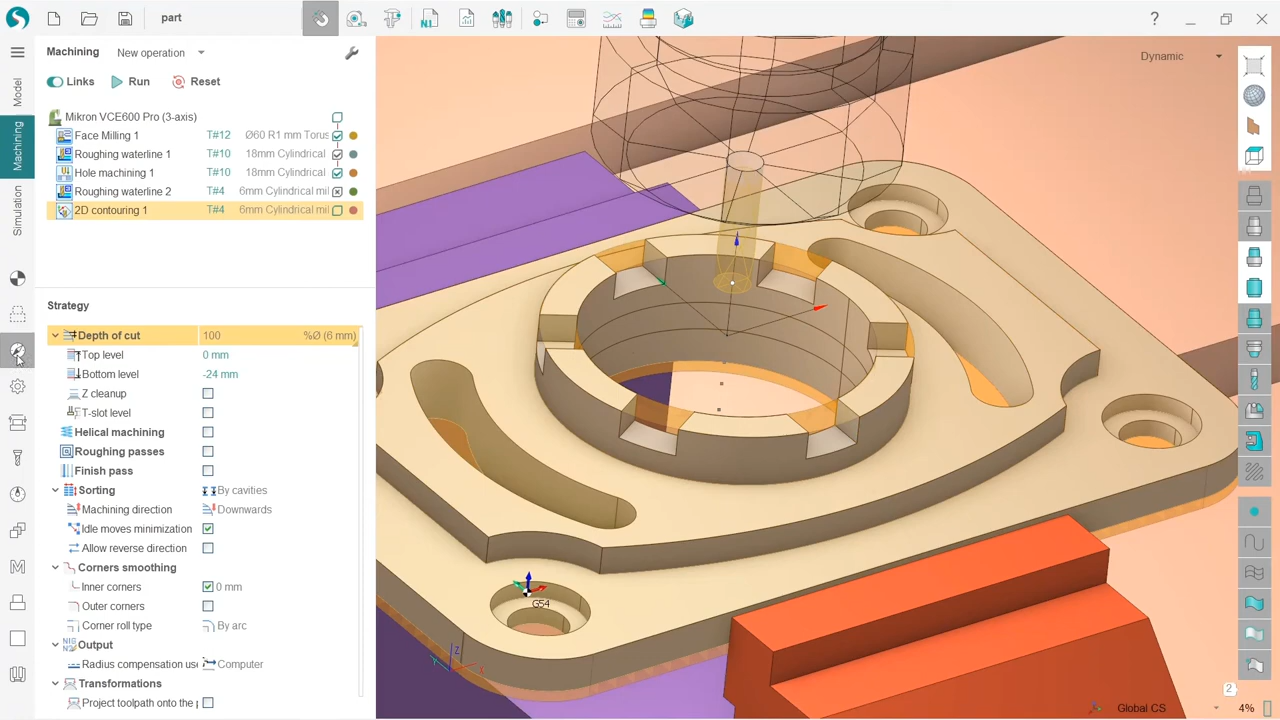 part
N1
?
Machining
New operation
Dynamic
Links
Run
Reset
Model
Machining
Simulation
Mikron VCE600 Pro (3-axis)
Face Milling 1 T#12 Ø60 R1 mm Torus
Roughing waterline 1 T#10 18mm Cylindrical
Hole machining 1 T#10 18mm Cylindrical
Roughing waterline 2 T#4 6mm Cylindrical mil
2D contouring 1 T#4 6mm Cylindrical mil
Strategy
Depth of cut 100 %Ø (6 mm)
Top level 0 mm
Bottom level -24 mm
Z cleanup
T-slot level
Helical machining
Roughing passes
Finish pass
Sorting By cavities
Machining direction Downwards
Idle moves minimization
Allow reverse direction
Corners smoothing
Inner corners 0 mm
Outer corners
Corner roll type By arc
Output
Radius compensation us Computer
Transformations
Project toolpath onto the
G54
Z
Y
X
2
Global CS
4%